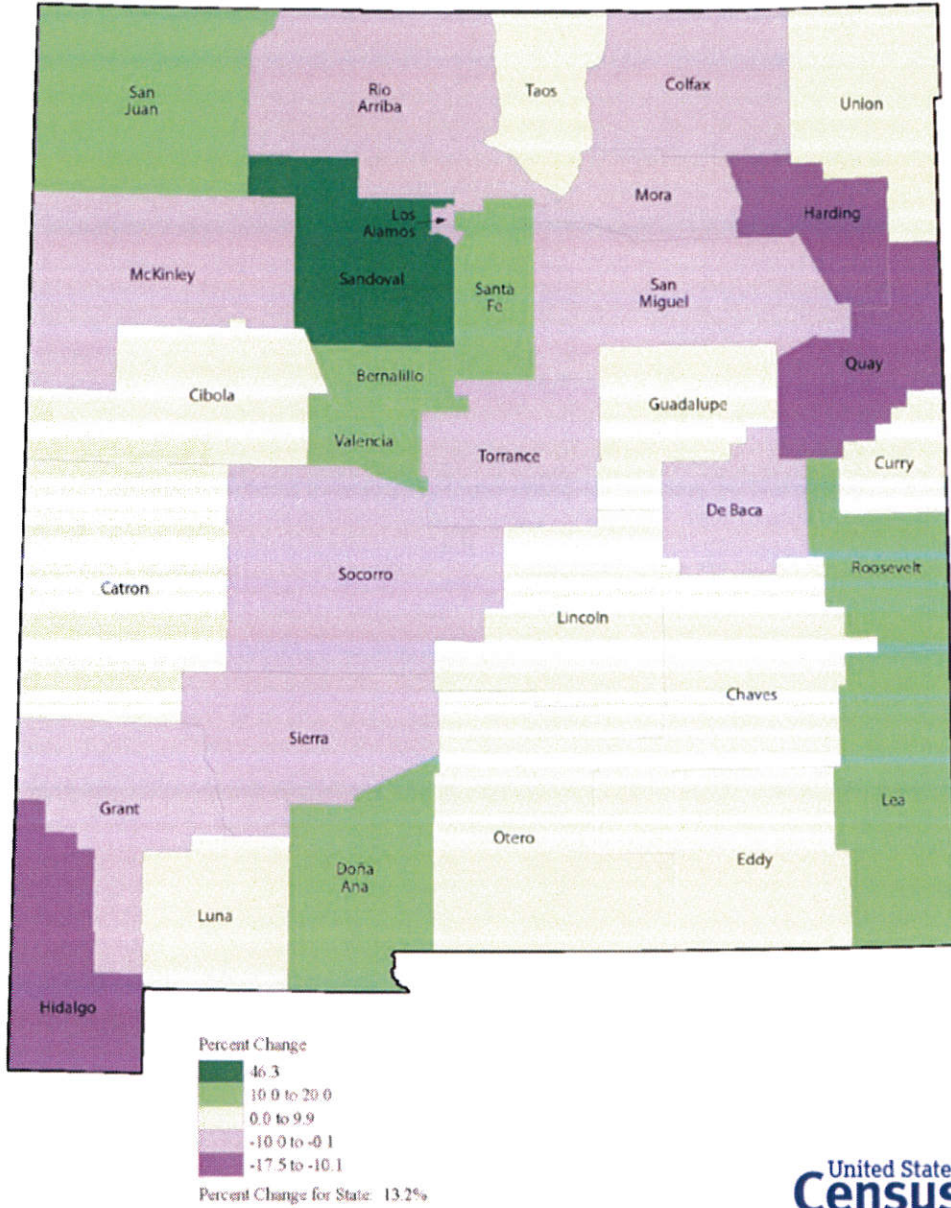 San
Juan
Rio
Arriba
Taos
Colfax
Union
Mora
Harding
Los
Alamos
McKinley
Sandoval
Santa
Fe
San
Miguel
Quay
Bernalillo
Cibola
Guadalupe
Valencia
Torrance
Curry
De Baca
Roosevelt
Socorro
Catron
Lincoln
Chaves
Sierra
Grant
Lea
Otero
Eddy
Doña
Ana
Luna
Hidalgo
Percent Change
46.3
10.0 to 20.0
0.0 to 9.9
-10.0 to -0.1
-17.5 to -10.1
Percent Change for State: 13.2%
United State
Census